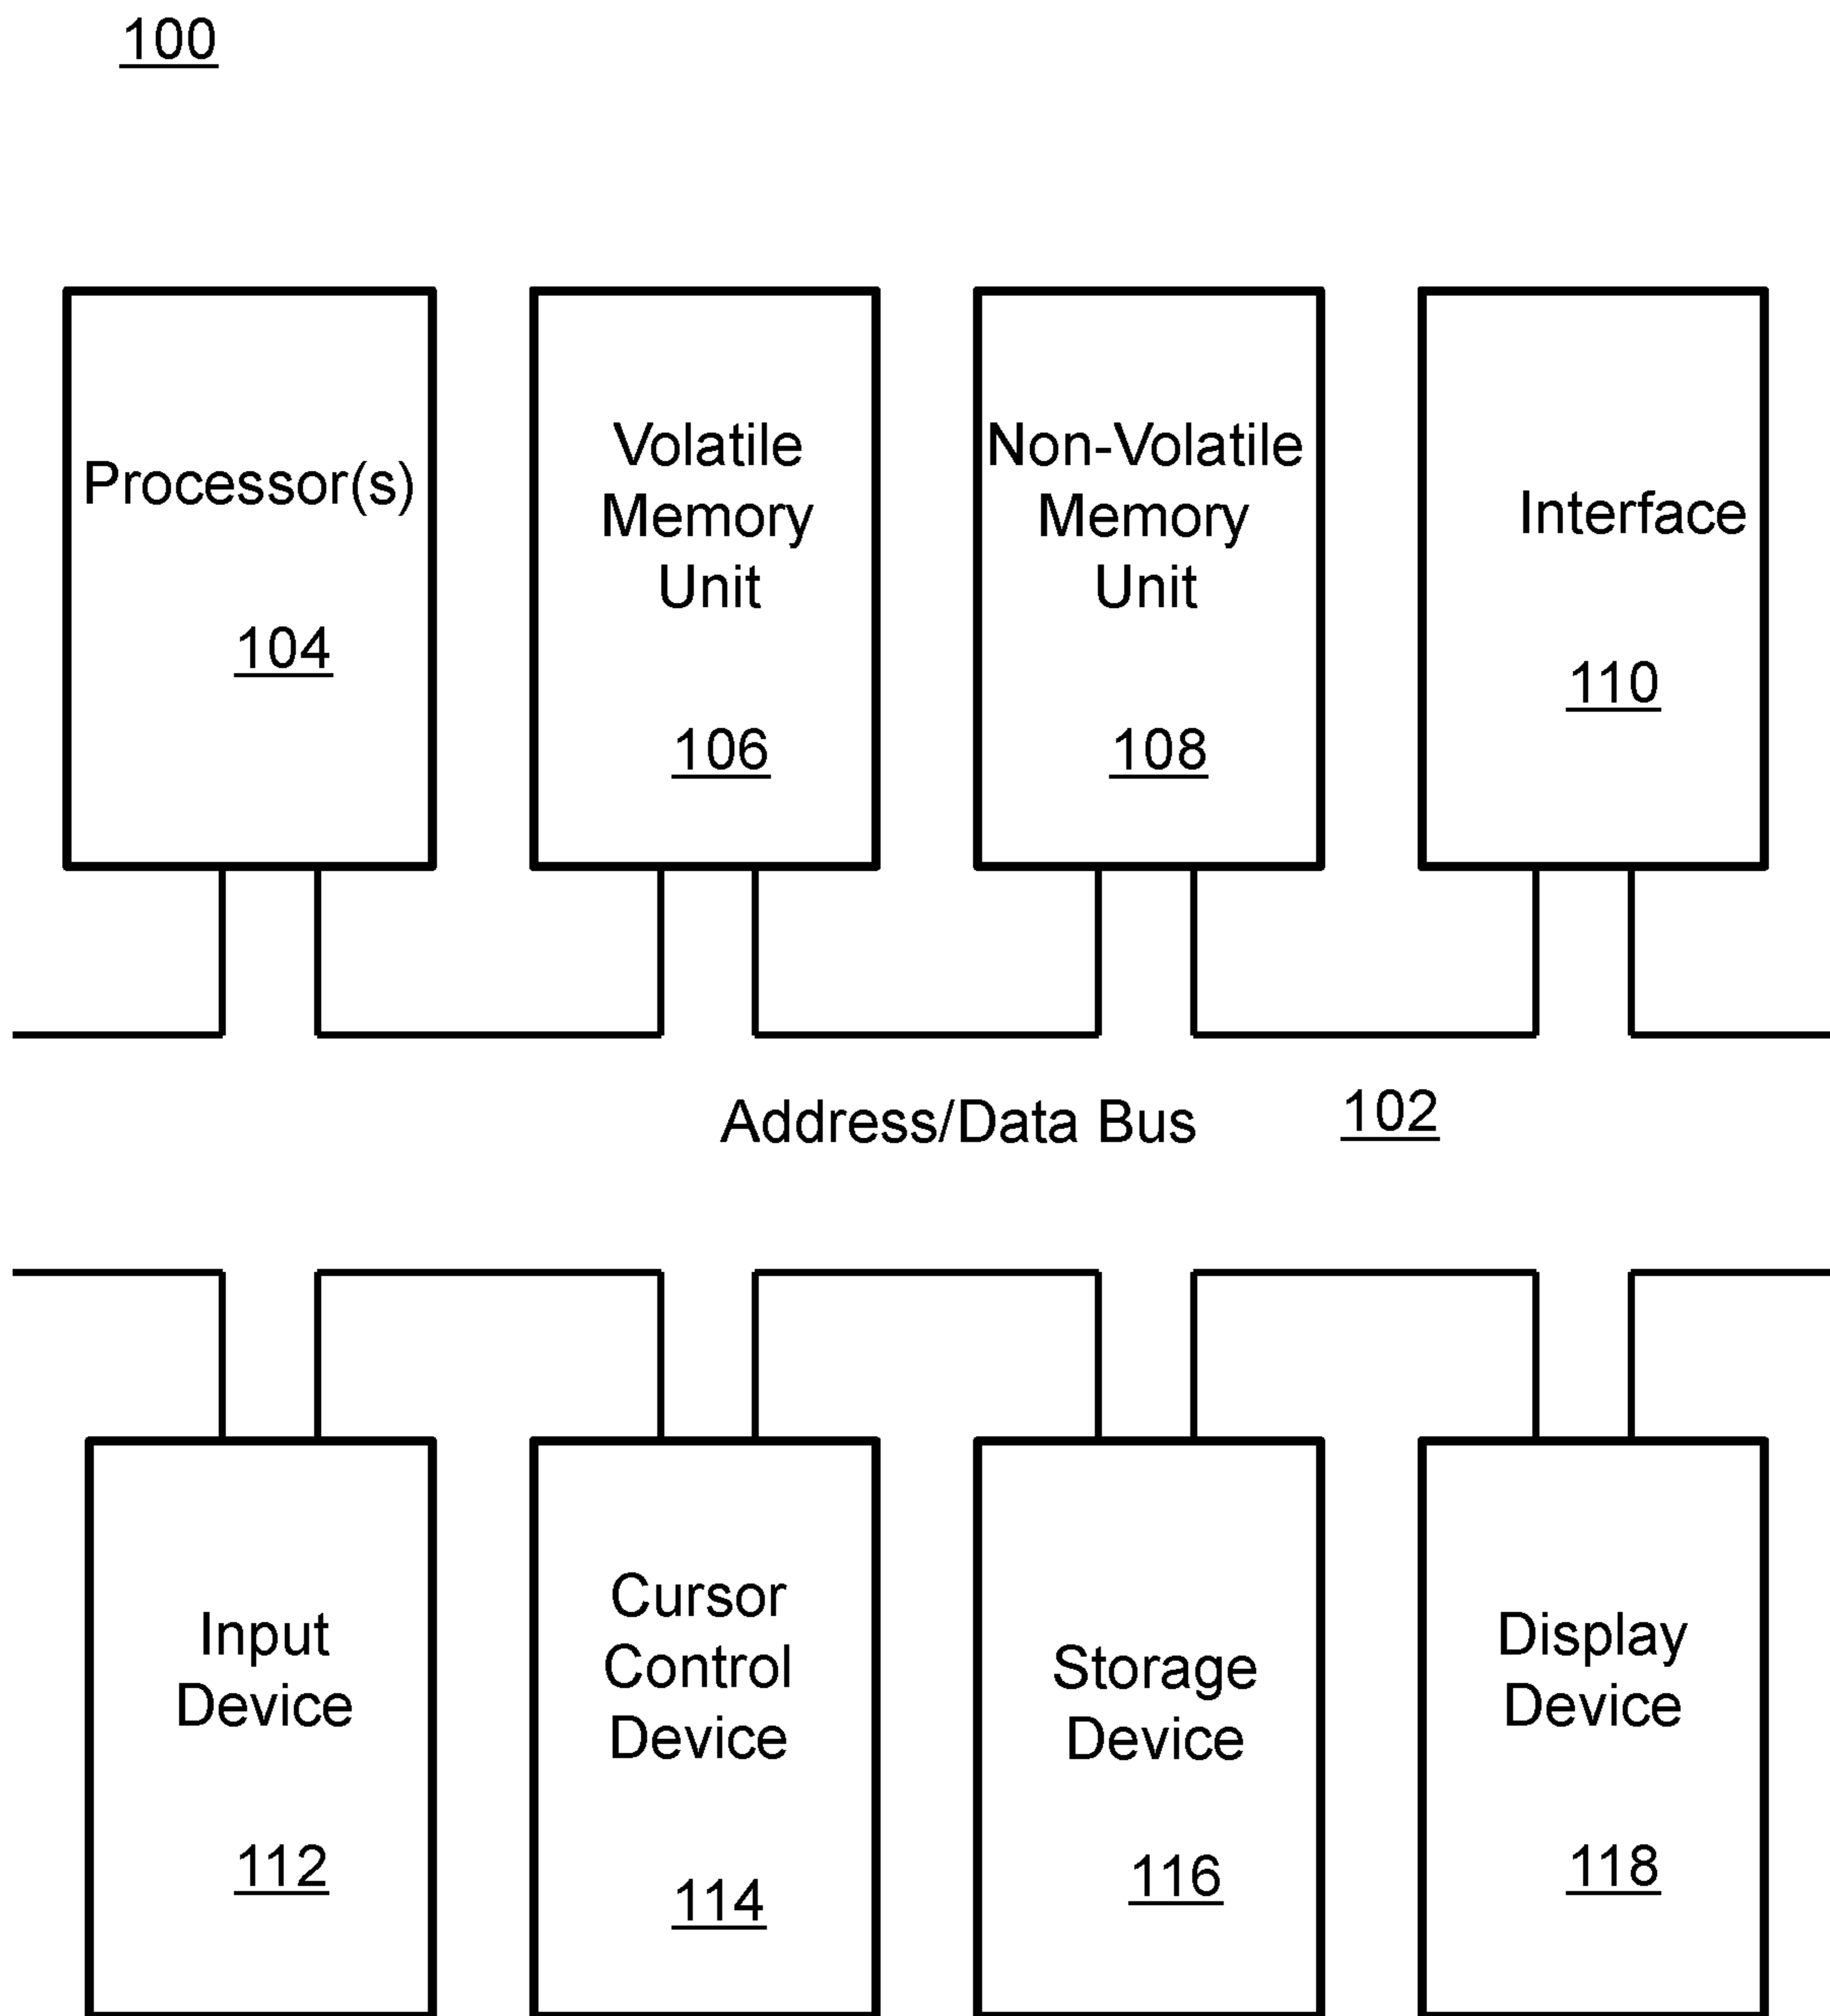 100
Processor(s)
104
Volatile
Memory
Unit
106
Non-Volatile
Memory
Unit
108
Interface
110
Address/Data Bus
102
Input
Device
112
Cursor
Control
Device
114
Storage
Device
116
Display
Device
118